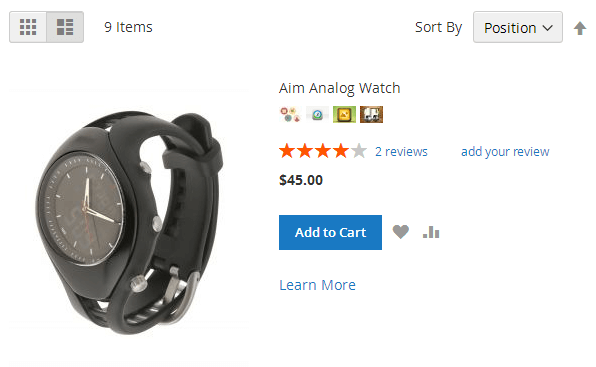 9 Items
Sort By Position
Aim Analog Watch
2 reviews add your review
$45.00
Add to Cart
Learn More